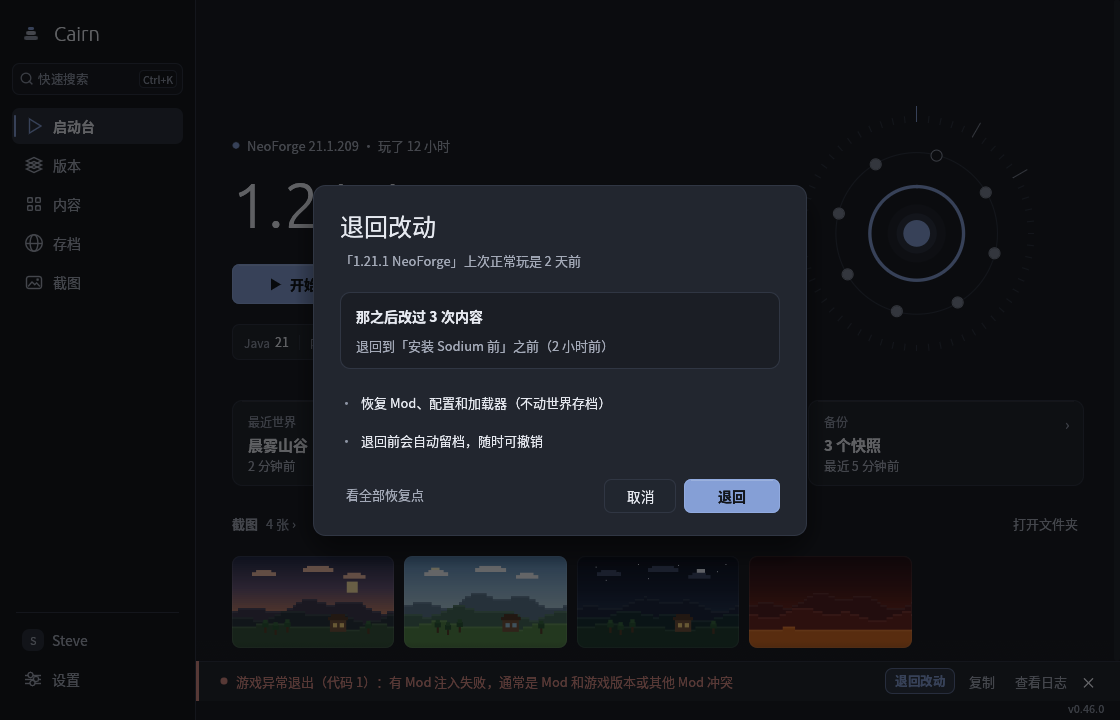 Cairn
快速搜索 Ctrl+K
启动台
版本
内容
存档
截图
Steve
设置
NeoForge 21.1.209 · 玩了 12 小时
1.2
Java 21
最近世界
晨雾山谷
2 分钟前
备份
3 个快照
最近 5 分钟前
截图 4 张 ›
打开文件夹
退回改动
「1.21.1 NeoForge」上次正常玩是 2 天前
那之后改过 3 次内容
退回到「安装 Sodium 前」之前（2 小时前）
恢复 Mod、配置和加载器（不动世界存档）
退回前会自动留档，随时可撤销
看全部恢复点
取消
退回
游戏异常退出（代码 1）：有 Mod 注入失败，通常是 Mod 和游戏版本或其他 Mod 冲突
退回改动
复制
查看日志
v0.46.0